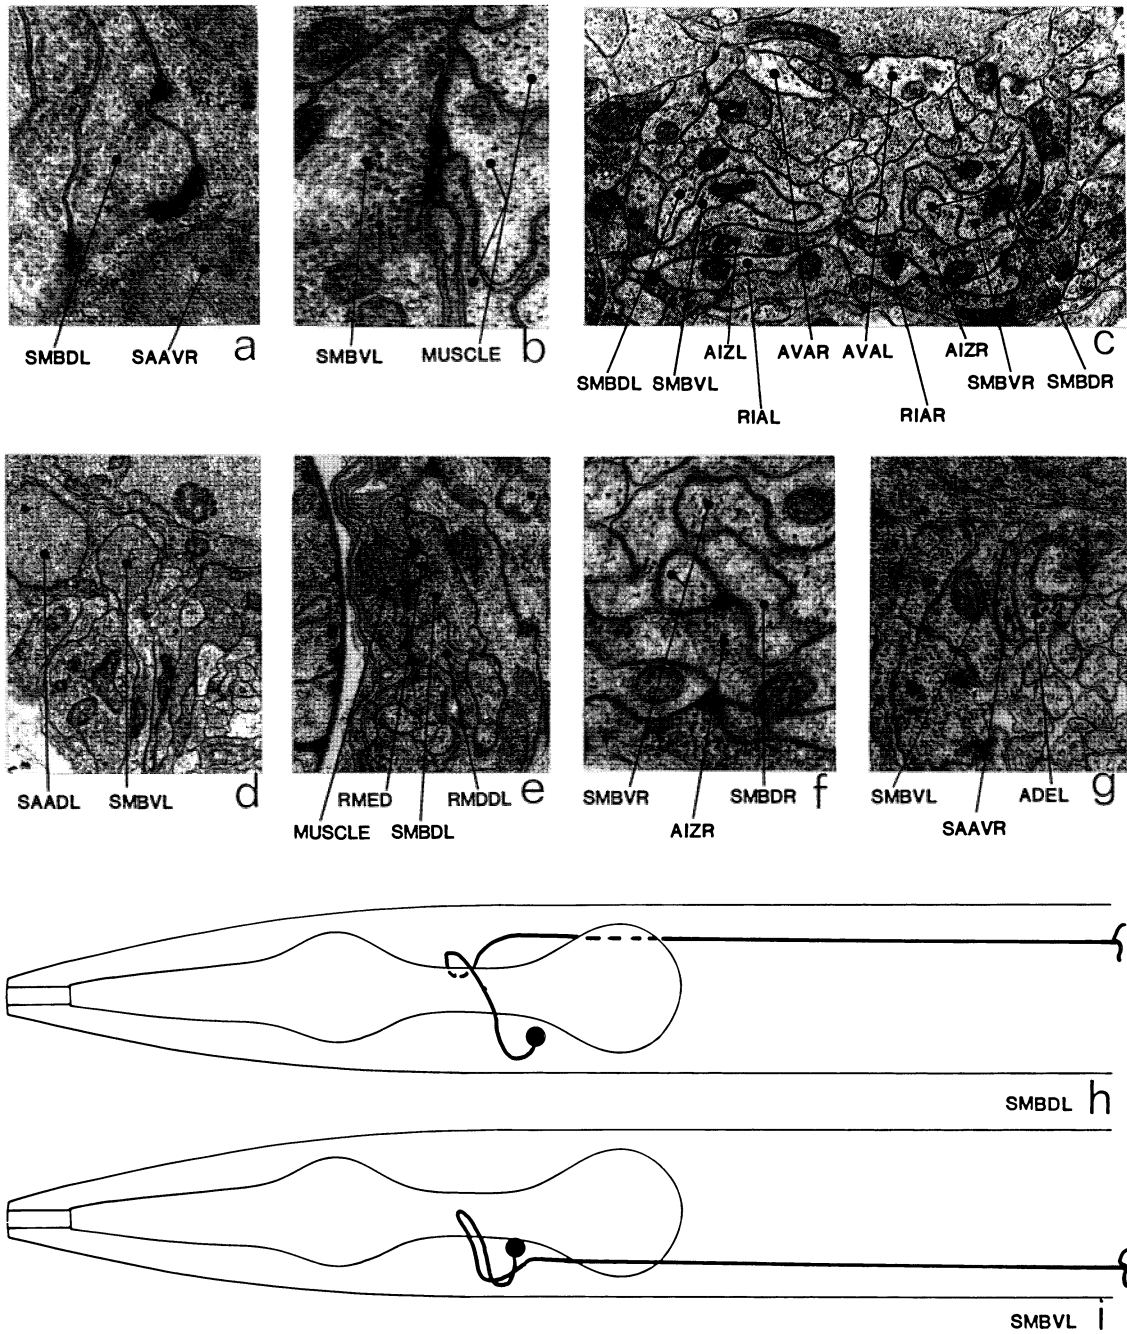 SMBDL SAAVR a
SMBVL MUSCLE b
AIZL AVAR AVAL AIZR c
SMBDL SMBVL SMBVR SMBDR
RIAL RIAR
SAADL SMBVL d
RMED RMDDL e
MUSCLE SMBDL
SMBVR SMBDR f
AIZR
SMBVL ADEL g
SAAVR
SMBDL h
SMBVL i